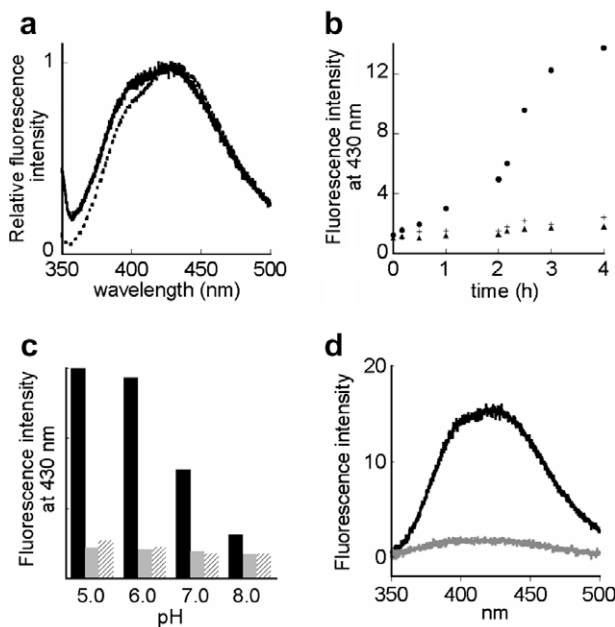 a
Relative fluorescence
intensity
1
0
350 400 450 500
wavelength (nm)
b
Fluorescence intensity
at 430 nm
12
8
4
0
0 1 2 3 4
time (h)
c
Fluorescence intensity
at 430 nm
5.0 6.0 7.0 8.0
pH
d
Fluorescence intensity
20
10
0
350 400 450 500
nm